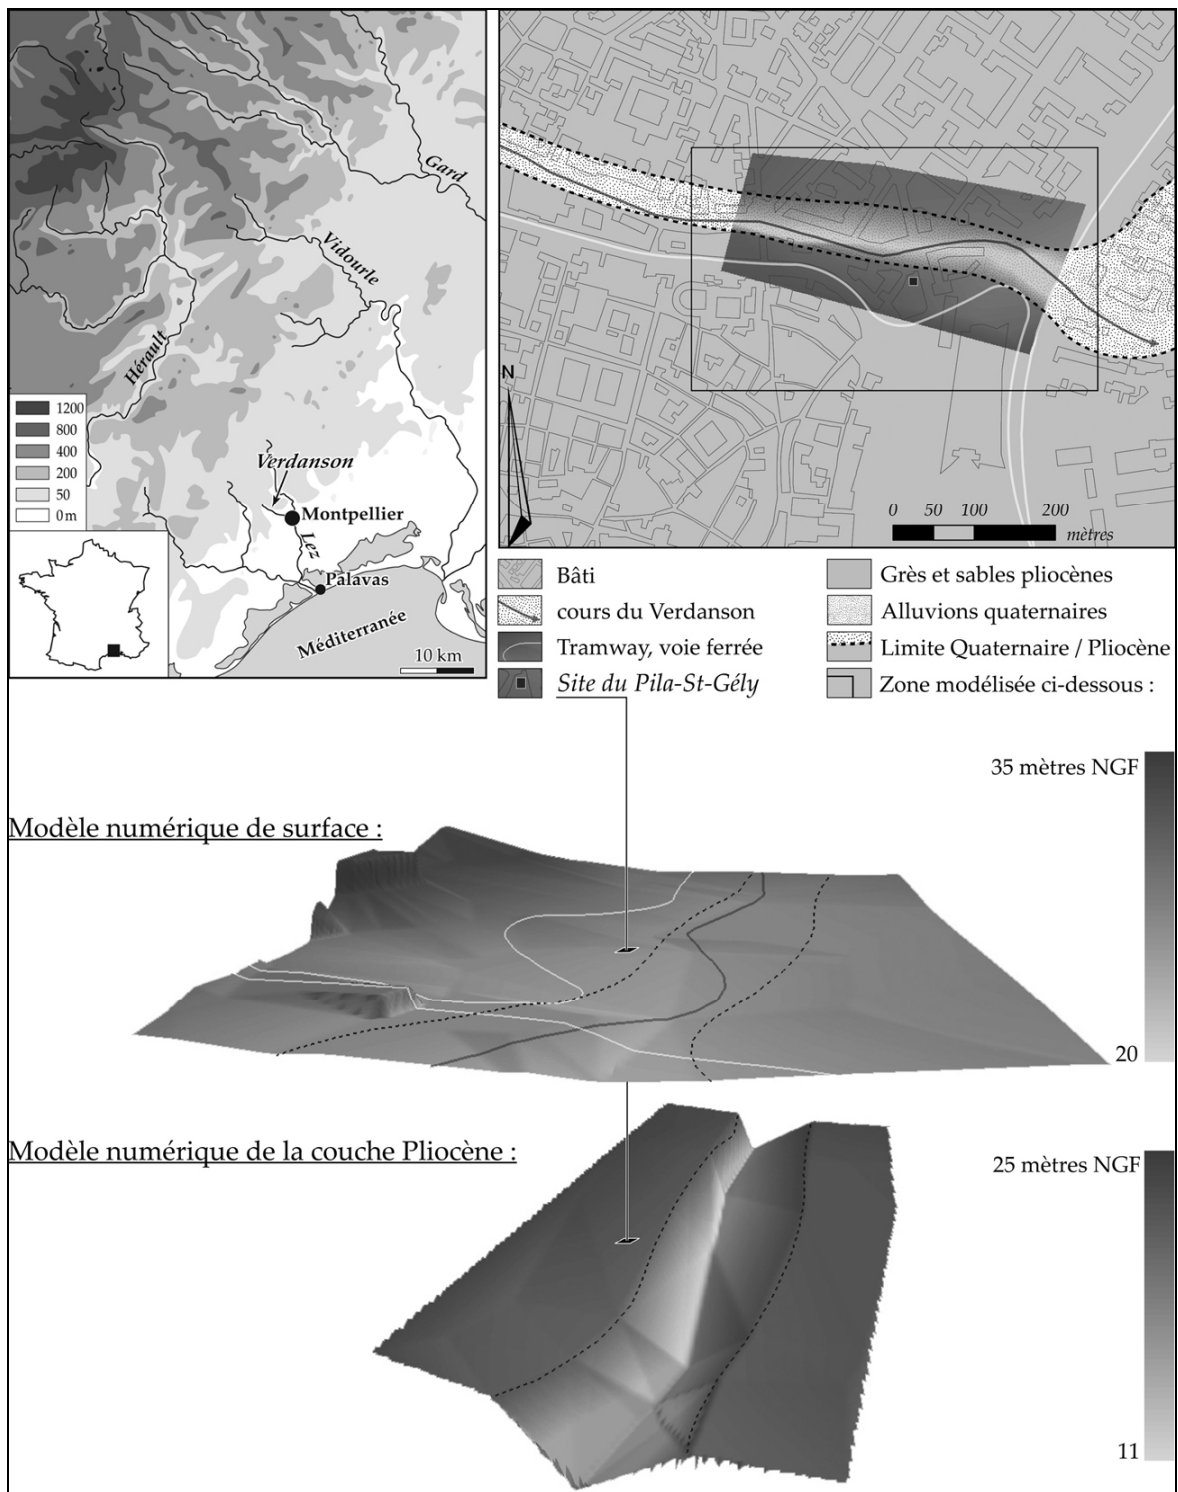 Gard
Vidourle
Hérault
1200
800
400
200
50
0 m
Verdanson
Montpellier
Lez
Palavas
Méditerranée
10 km
N
0 50 100 200
mètres
Bâti
cours du Verdanson
Tramway, voie ferrée
Site du Pila-St-Gély
Grès et sables pliocènes
Alluvions quaternaires
Limite Quaternaire / Pliocène
Zone modélisée ci-dessous :
35 mètres NGF
Modèle numérique de surface :
20
Modèle numérique de la couche Pliocène :
25 mètres NGF
11